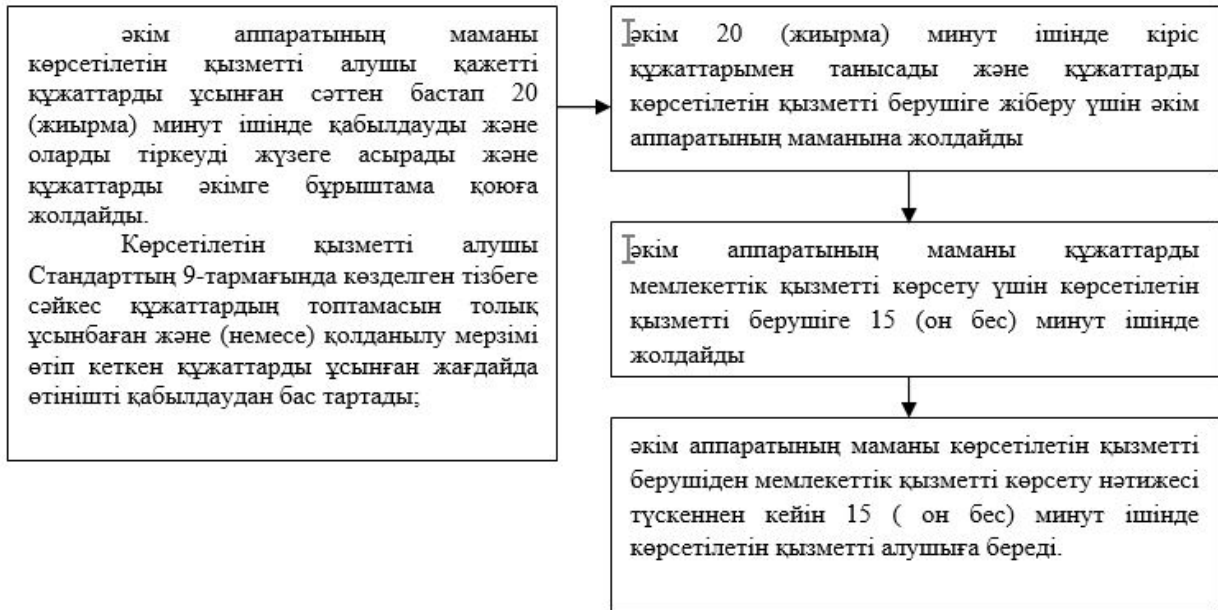 әкім аппаратының маманы
көрсетілетін қызметті алушы қажетті
құжаттарды ұсынған сәттен бастап 20
(жиырма) минут ішінде қабылдауды және
оларды тіркеуді жүзеге асырады және
құжаттарды әкімге бұрыштама қоюға
жолдайды.
Көрсетілетін қызметті алушы
Стандарттың 9-тармағында көзделген тізбеге
сәйкес құжаттардың топтамасын толық
ұсынбаған және (немесе) қолданылу мерзімі
өтіп кеткен құжаттарды ұсынған жағдайда
өтінішті қабылдаудан бас тартады;
әкім 20 (жиырма) минут ішінде кіріс
құжаттарымен танысады және құжаттарды
көрсетілетін қызметті берушіге жіберу үшін әкім
аппаратының маманына жолдайды
әкім аппаратының маманы құжаттарды
мемлекеттік қызметті көрсету үшін көрсетілетін
қызметті берушіге 15 (он бес) минут ішінде
жолдайды
әкім аппаратының маманы көрсетілетін қызметті
берушіден мемлекеттік қызметті көрсету нәтижесі
түскеннен кейін 15 ( он бес) минут ішінде
көрсетілетін қызметті алушыға береді.